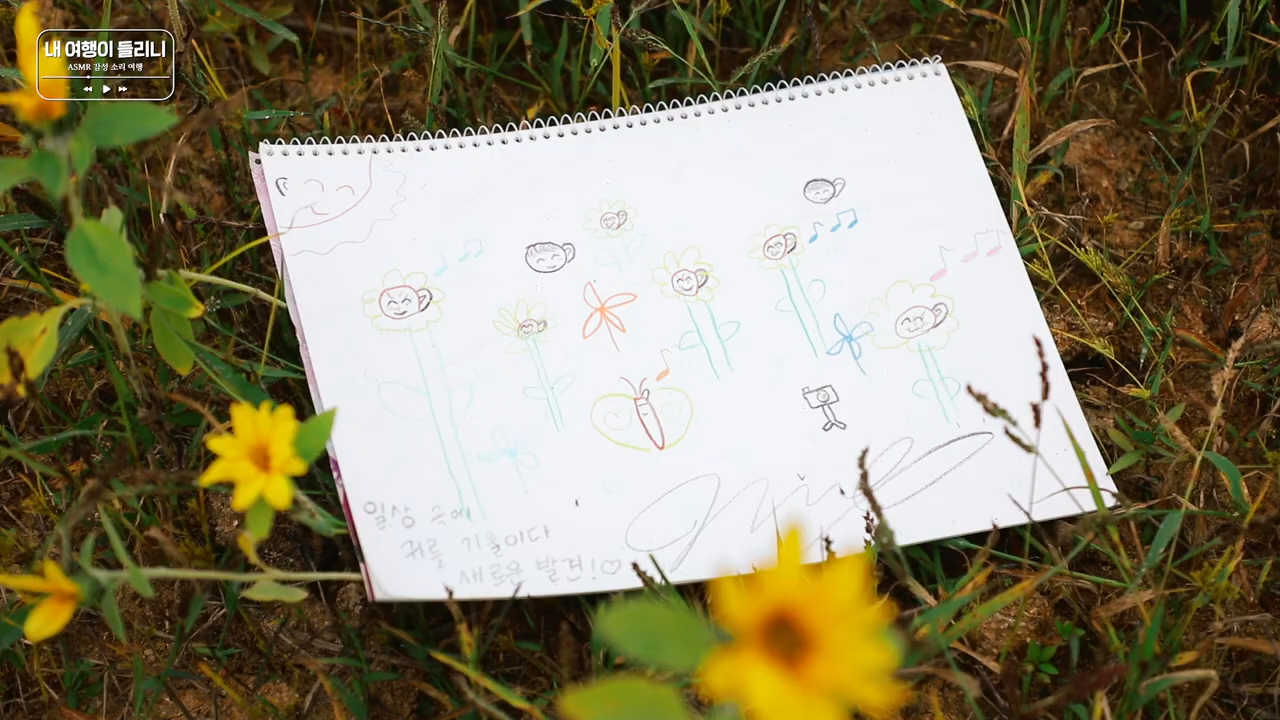 내 여행이 들리니
ASMR 감성 소리 여행
일상 속에
귀를 기울이다
새로운 발견!♡